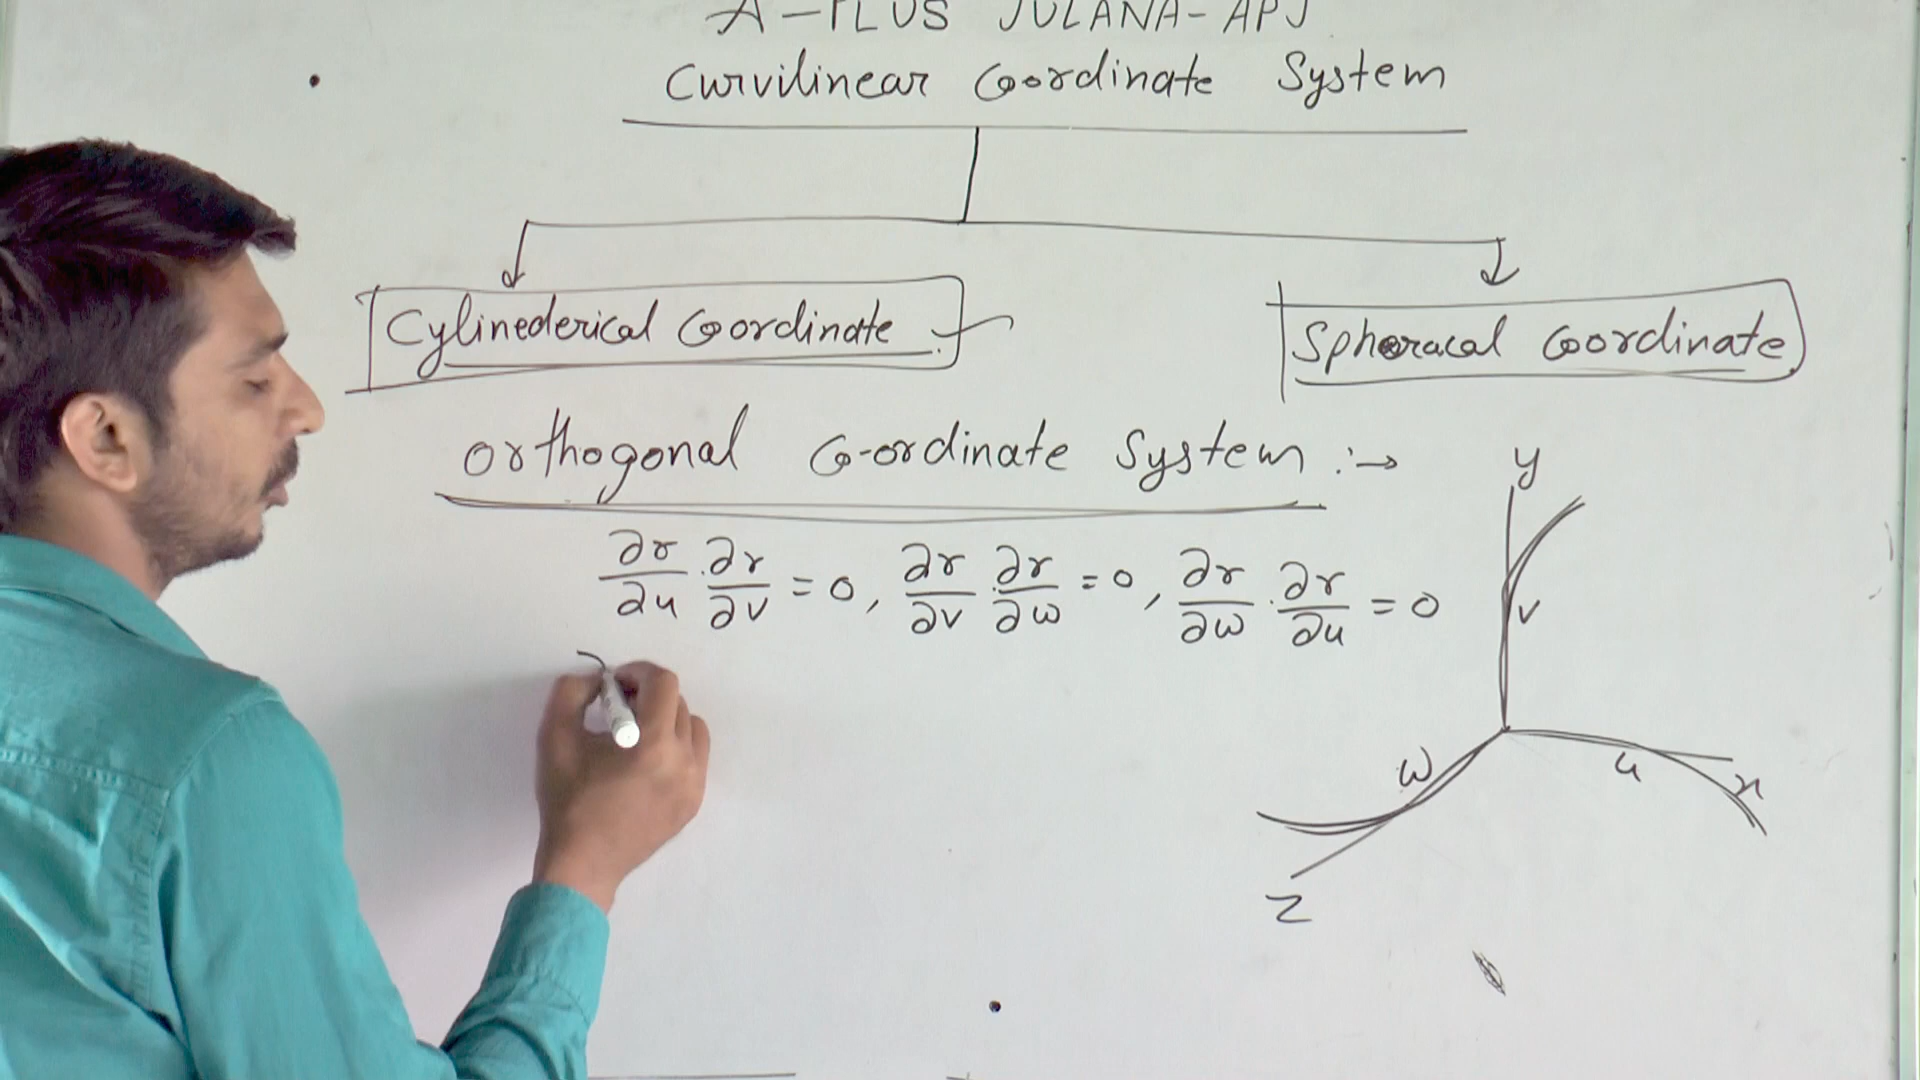 A-PLUS JULANA-APJ
Curvilinear Coordinate System
Cylinederical Coordinate
Spheracal Coordinate
Orthogonal Co-ordinate System :→
∂r/∂u . ∂r/∂v = 0, ∂r/∂v . ∂r/∂w = 0, ∂r/∂w . ∂r/∂u = 0
y
v
w
u
x
z